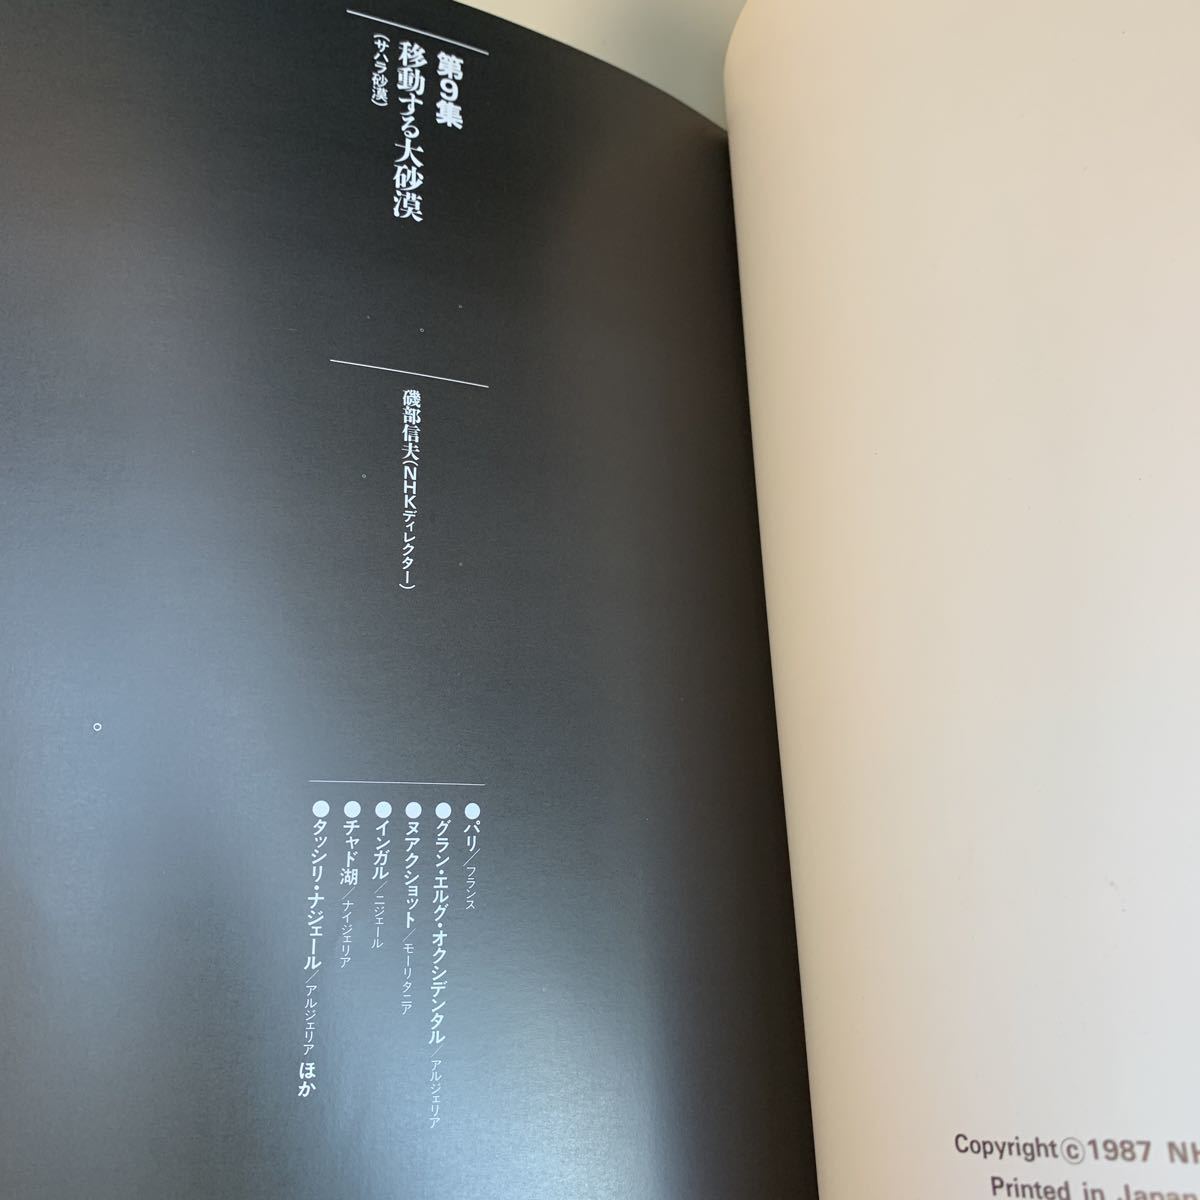 第9集
移動する大砂漠
(サハラ砂漠)
磯部信夫(NHKディレクター)
●パリ/フランス
●グラン・エルグ・オクシデンタル/アルジェリア
●ヌアクショット/モーリタニア
●インガル/ニジェール
●チャド湖/ナイジェリア
●タッシリ・ナジェール/アルジェリア ほか
Copyright©1987 NH
Printed in Japan